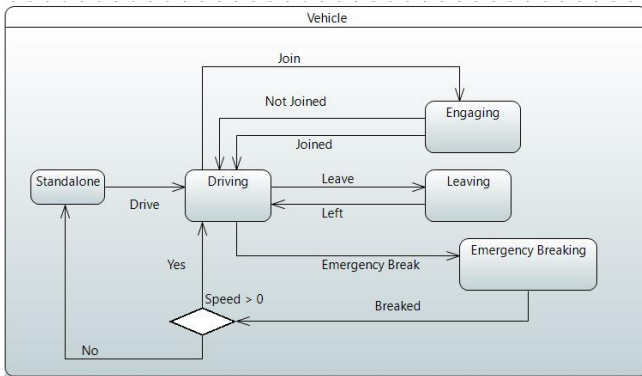 Vehicle
Join
Not Joined
Engaging
Joined
Standalone
Driving
Leave
Leaving
Drive
Left
Yes
Emergency Break
Emergency Breaking
Speed > 0
Breaked
No